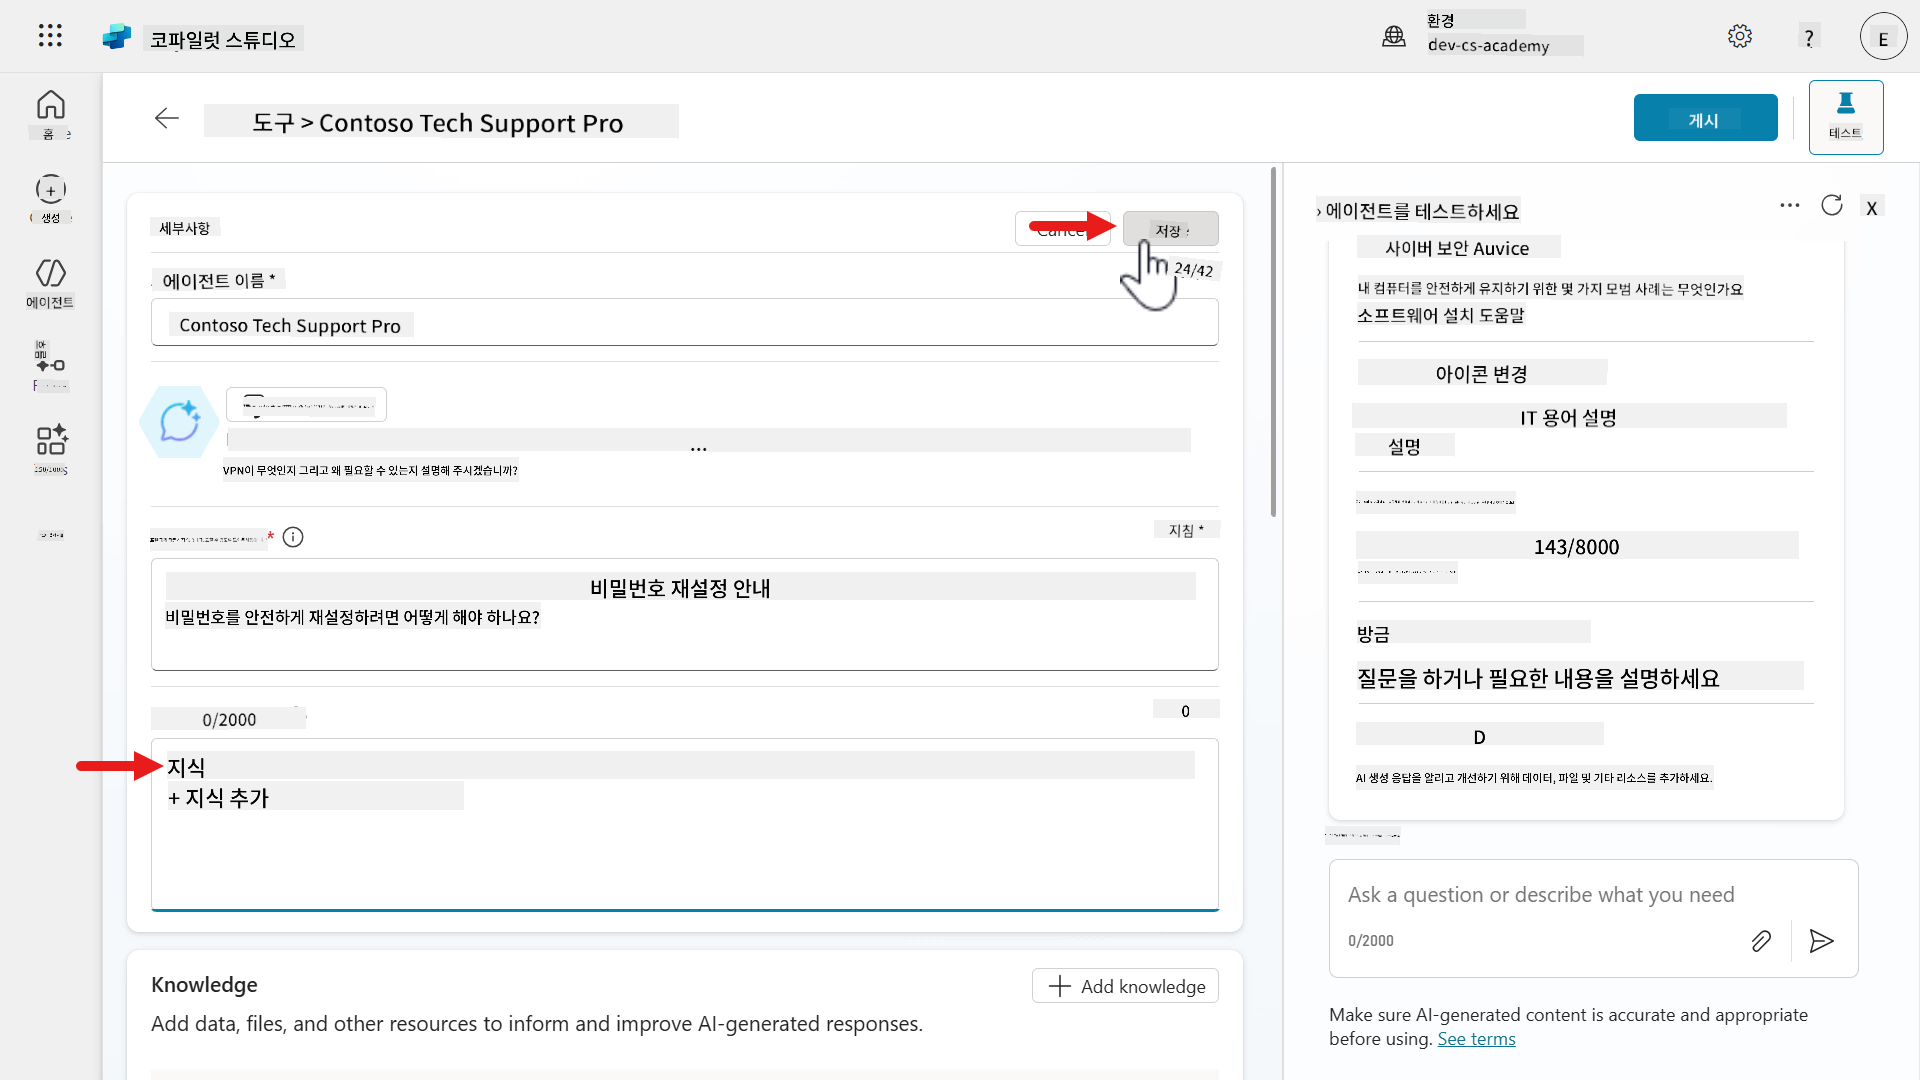 코파일럿 스튜디오
환경
dev-cs-academy
?
E
홈
생성
에이전트
흐름
도구 > Contoso Tech Support Pro
게시
테스트
세부사항
저장
24/42
에이전트 이름 *
Contoso Tech Support Pro
...
VPN이 무엇인지 그리고 왜 필요할 수 있는지 설명해 주시겠습니까?
*
지침 *
비밀번호 재설정 안내
비밀번호를 안전하게 재설정하려면 어떻게 해야 하나요?
0/2000
0
지식
+ 지식 추가
Knowledge
Add knowledge
Add data, files, and other resources to inform and improve AI-generated responses.
› 에이전트를 테스트하세요
X
사이버 보안 Auvice
내 컴퓨터를 안전하게 유지하기 위한 몇 가지 모범 사례는 무엇인가요
소프트웨어 설치 도움말
아이콘 변경
IT 용어 설명
설명
143/8000
방금
질문을 하거나 필요한 내용을 설명하세요
D
AI 생성 응답을 알리고 개선하기 위해 데이터, 파일 및 기타 리소스를 추가하세요.
Ask a question or describe what you need
0/2000
Make sure AI-generated content is accurate and appropriate
before using. See terms